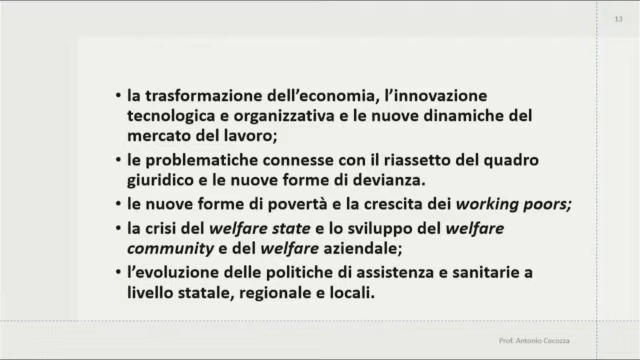 13
• la trasformazione dell'economia, l'innovazione
tecnologica e organizzativa e le nuove dinamiche del
mercato del lavoro;
• le problematiche connesse con il riassetto del quadro
giuridico e le nuove forme di devianza.
• le nuove forme di povertà e la crescita dei working poors;
• la crisi del welfare state e lo sviluppo del welfare
community e del welfare aziendale;
• l'evoluzione delle politiche di assistenza e sanitarie a
livello statale, regionale e locali.
Prof. Antonio Cocozza